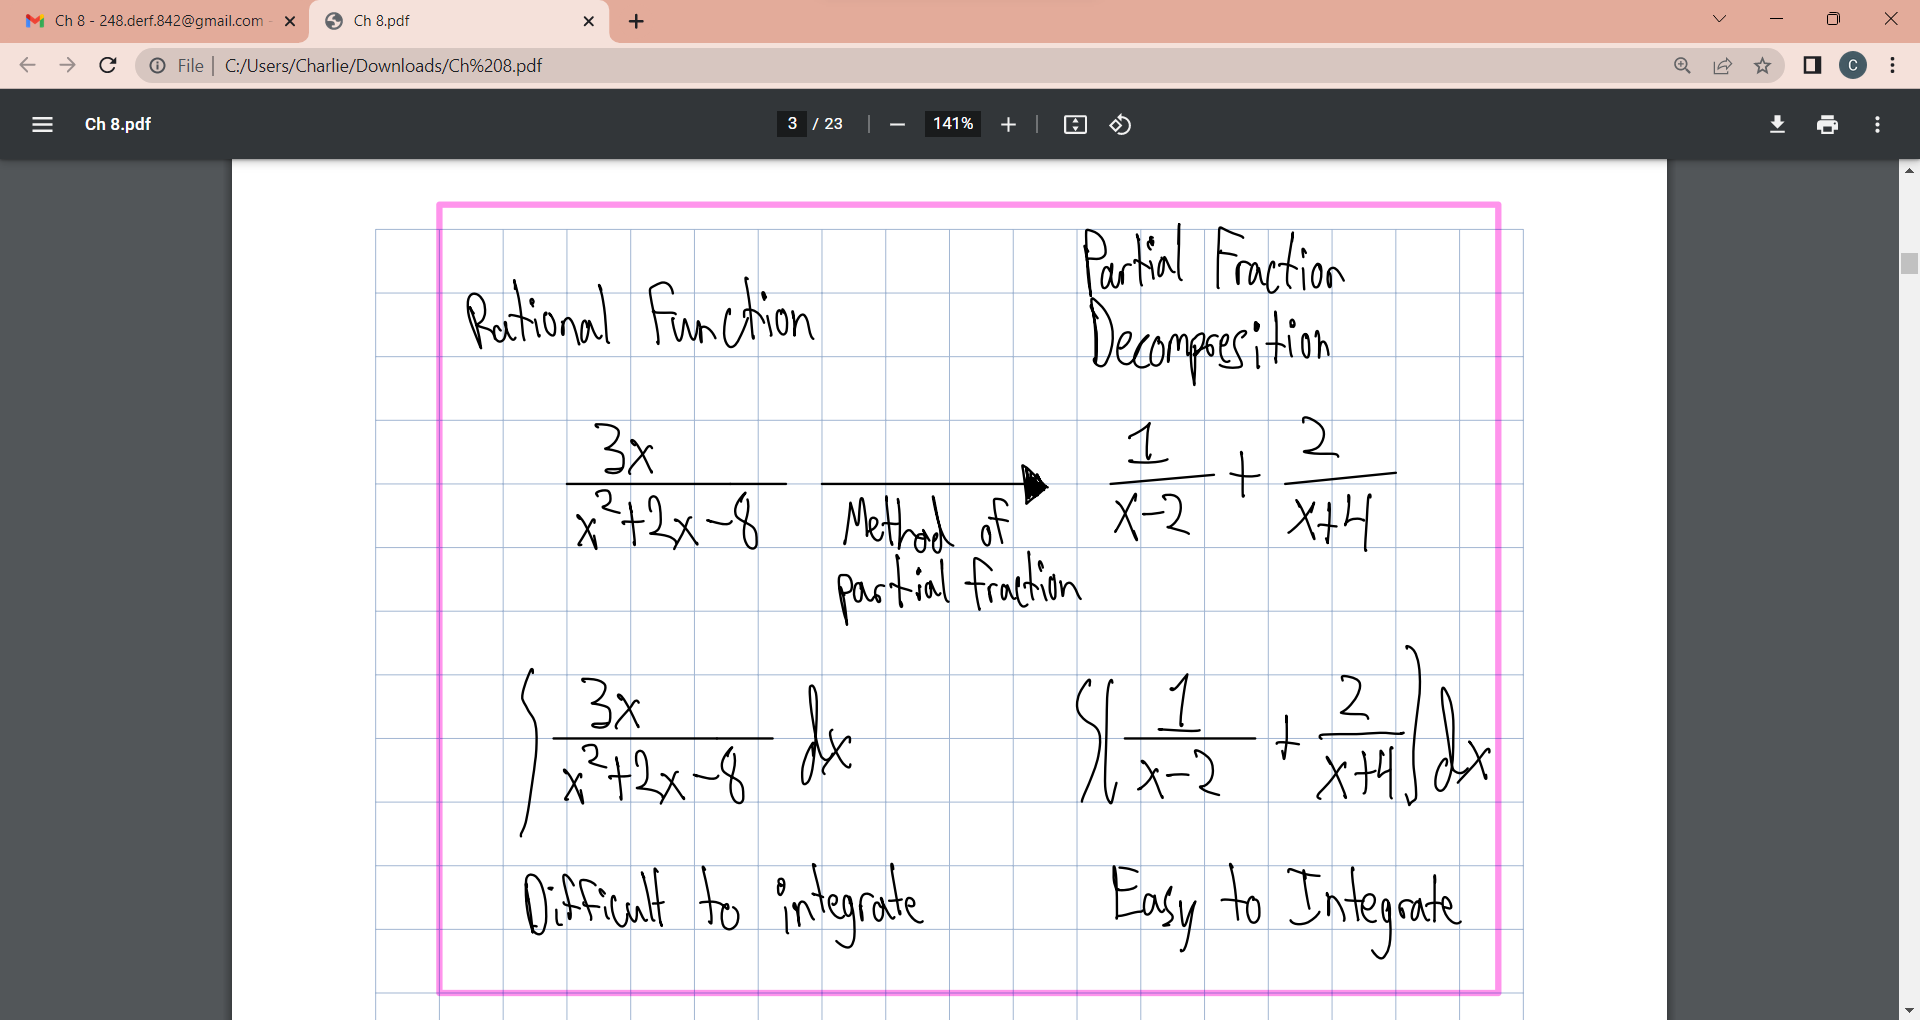 Ch 8 - 248.derf.842@gmail.com -
Ch 8.pdf
File | C:/Users/Charlie/Downloads/Ch%208.pdf
C
Ch 8.pdf
3 / 23
141%
Rational Function
Partial Fraction
Decomposition
3x
x²+2x-8
Method of
partial fraction
1
x-2
+
2
x+4
∫ 3x
x²+2x-8
dx
∫( 1
x-2
+
2
x+4
)dx
Difficult to integrate
Easy to Integrate